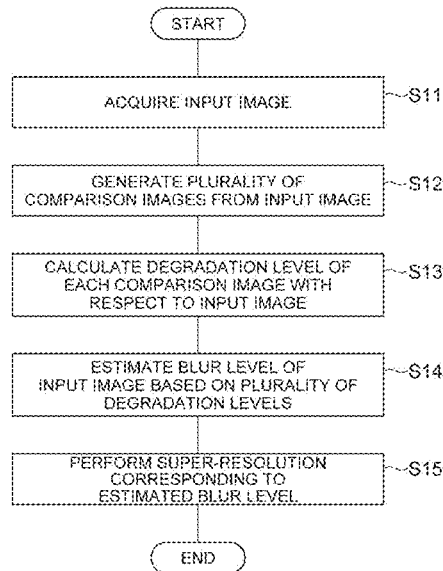 START
ACQUIRE INPUT IMAGE
S11
GENERATE PLURALITY OF
COMPARISON IMAGES FROM INPUT IMAGE
S12
CALCULATE DEGRADATION LEVEL OF
EACH COMPARISON IMAGE WITH
RESPECT TO INPUT IMAGE
S13
ESTIMATE BLUR LEVEL OF
INPUT IMAGE BASED ON PLURALITY OF
DEGRADATION LEVELS
S14
PERFORM SUPER-RESOLUTION
CORRESPONDING TO
ESTIMATED BLUR LEVEL
S15
END